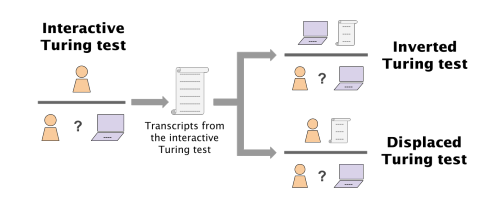 Interactive
Turing test
?
Transcripts from
the interactive
Turing test
Inverted
Turing test
?
Displaced
Turing test
?